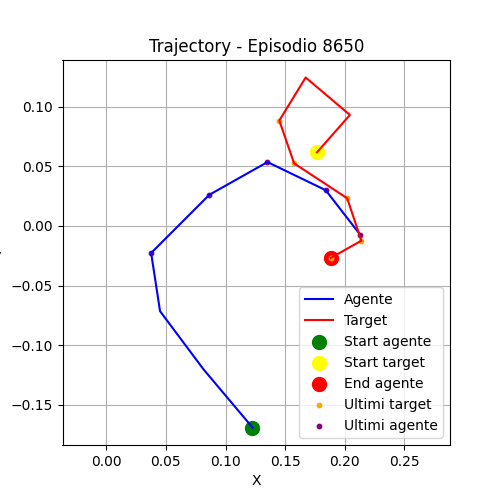 Trajectory - Episodio 8650
0.10
0.05
0.00
−0.05
−0.10
−0.15
0.00 0.05 0.10 0.15 0.20 0.25
X
Agente
Target
Start agente
Start target
End agente
Ultimi target
Ultimi agente